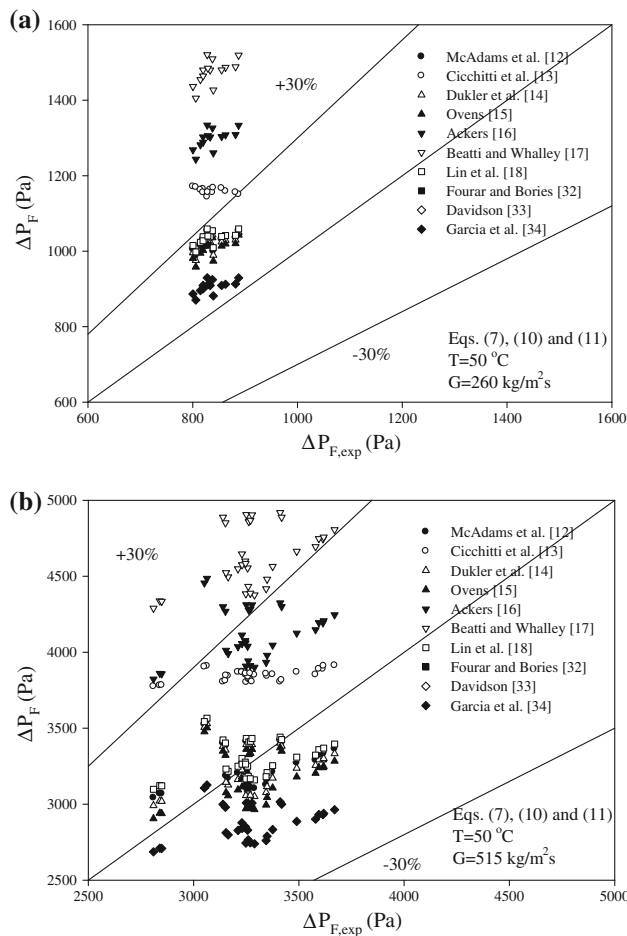 (a)
1600
1400
1200
1000
800
600
600 800 1000 1200 1400 1600
ΔP_F (Pa)
ΔP_F,exp (Pa)
+30%
-30%
McAdams et al. [12]
Cicchitti et al. [13]
Dukler et al. [14]
Ovens [15]
Ackers [16]
Beatti and Whalley [17]
Lin et al. [18]
Fourar and Bories [32]
Davidson [33]
Garcia et al. [34]
Eqs. (7), (10) and (11)
T=50 °C
G=260 kg/m²s
(b)
5000
4500
4000
3500
3000
2500
2500 3000 3500 4000 4500 5000
ΔP_F (Pa)
ΔP_F,exp (Pa)
+30%
-30%
McAdams et al. [12]
Cicchitti et al. [13]
Dukler et al. [14]
Ovens [15]
Ackers [16]
Beatti and Whalley [17]
Lin et al. [18]
Fourar and Bories [32]
Davidson [33]
Garcia et al. [34]
Eqs. (7), (10) and (11)
T=50 °C
G=515 kg/m²s